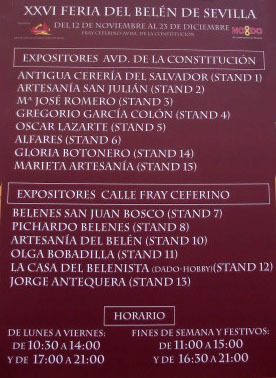 XXVI FERIA DEL BELÉN DE SEVILLA
DEL 12 DE NOVIEMBRE AL 23 DE DICIEMBRE
FRAY CEFERINO AVD. DE LA CONSTITUCIÓN
EXPOSITORES AVD. DE LA CONSTITUCIÓN
ANTIGUA CERERÍA DEL SALVADOR (STAND 1)
ARTESANÍA SAN JULIÁN (STAND 2)
Mª JOSÉ ROMERO (STAND 3)
GREGORIO GARCÍA COLÓN (STAND 4)
OSCAR LAZARTE (STAND 5)
ALFARES (STAND 6)
GLORIA BOTONERO (STAND 14)
MARIETA ARTESANÍA (STAND 15)
EXPOSITORES CALLE FRAY CEFERINO
BELENES SAN JUAN BOSCO (STAND 7)
PICHARDO BELENES (STAND 8)
ARTESANÍA DEL BELÉN (STAND 10)
OLGA BOBADILLA (STAND 11)
LA CASA DEL BELENISTA (DADO-HOBBY)(STAND 12)
JORGE ANTEQUERA (STAND 13)
HORARIO
DE LUNES A VIERNES:
DE 10:30 A 14:00
Y DE 17:00 A 21:00
FINES DE SEMANA Y FESTIVOS:
DE 11:00 A 15:00
Y DE 16:30 A 21:00